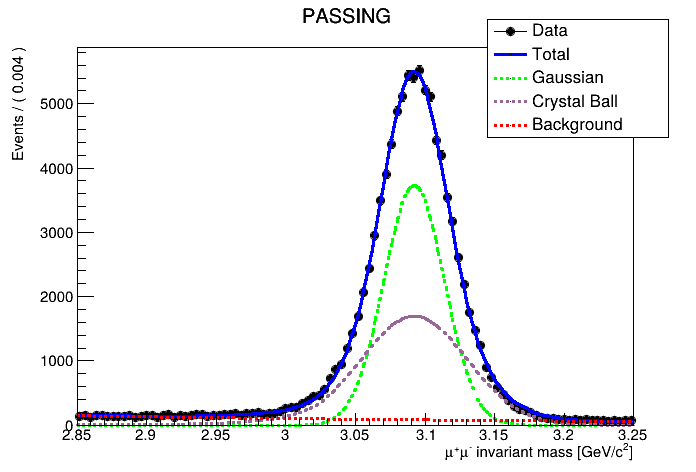 PASSING
Data
Total
Gaussian
Crystal Ball
Background
Events / ( 0.004 )
5000
4000
3000
2000
1000
0
2.85 2.9 2.95 3 3.05 3.1 3.15 3.2 3.25
μ⁺μ⁻ invariant mass [GeV/c²]